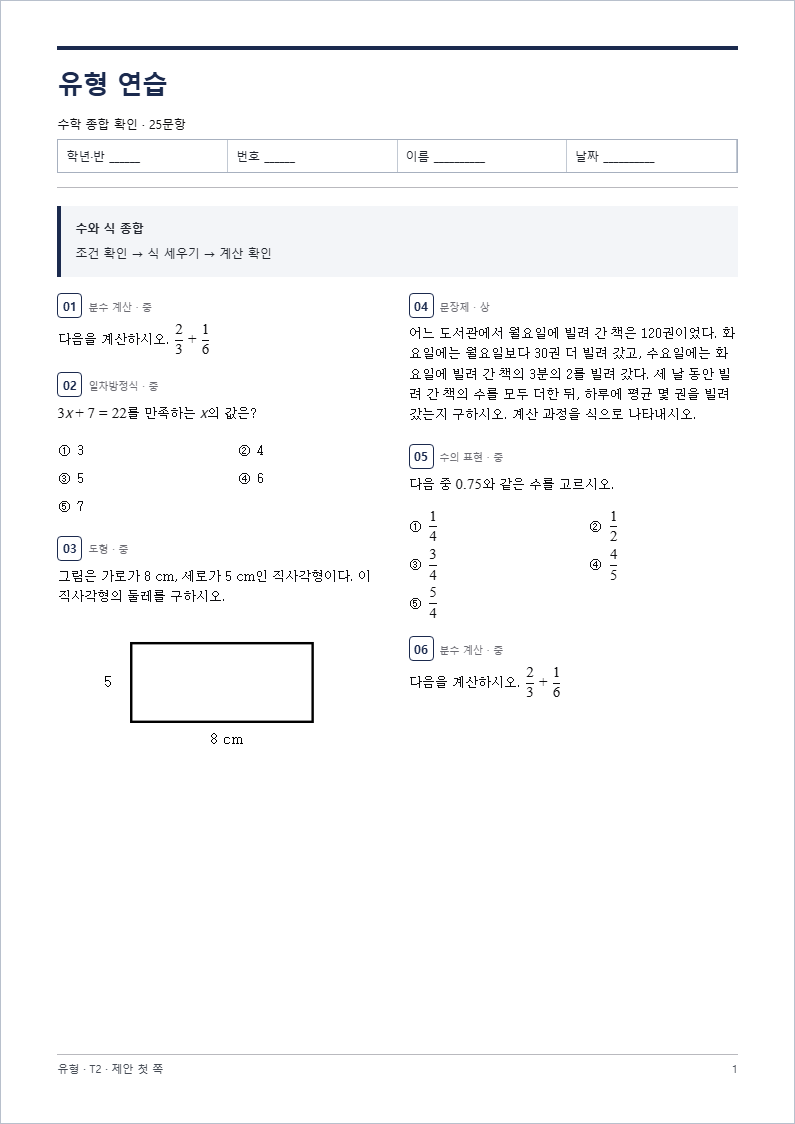 유형 연습
수학 종합 확인 · 25문항
학년·반 ______ 번호 ______ 이름 __________ 날짜 __________
수와 식 종합
조건 확인 → 식 세우기 → 계산 확인
01 분수 계산 · 중
다음을 계산하시오. 2/3 + 1/6
02 일차방정식 · 중
3x + 7 = 22를 만족하는 x의 값은?
① 3 ② 4
③ 5 ④ 6
⑤ 7
03 도형 · 중
그림은 가로가 8 cm, 세로가 5 cm인 직사각형이다. 이
직사각형의 둘레를 구하시오.
5
8 cm
04 문장제 · 상
어느 도서관에서 월요일에 빌려 간 책은 120권이었다. 화
요일에는 월요일보다 30권 더 빌려 갔고, 수요일에는 화
요일에 빌려 간 책의 3분의 2를 빌려 갔다. 세 날 동안 빌
려 간 책의 수를 모두 더한 뒤, 하루에 평균 몇 권을 빌려
갔는지 구하시오. 계산 과정을 식으로 나타내시오.
05 수의 표현 · 중
다음 중 0.75와 같은 수를 고르시오.
① 1/4 ② 1/2
③ 3/4 ④ 4/5
⑤ 5/4
06 분수 계산 · 중
다음을 계산하시오. 2/3 + 1/6
유형 · T2 · 제안 첫 쪽 1